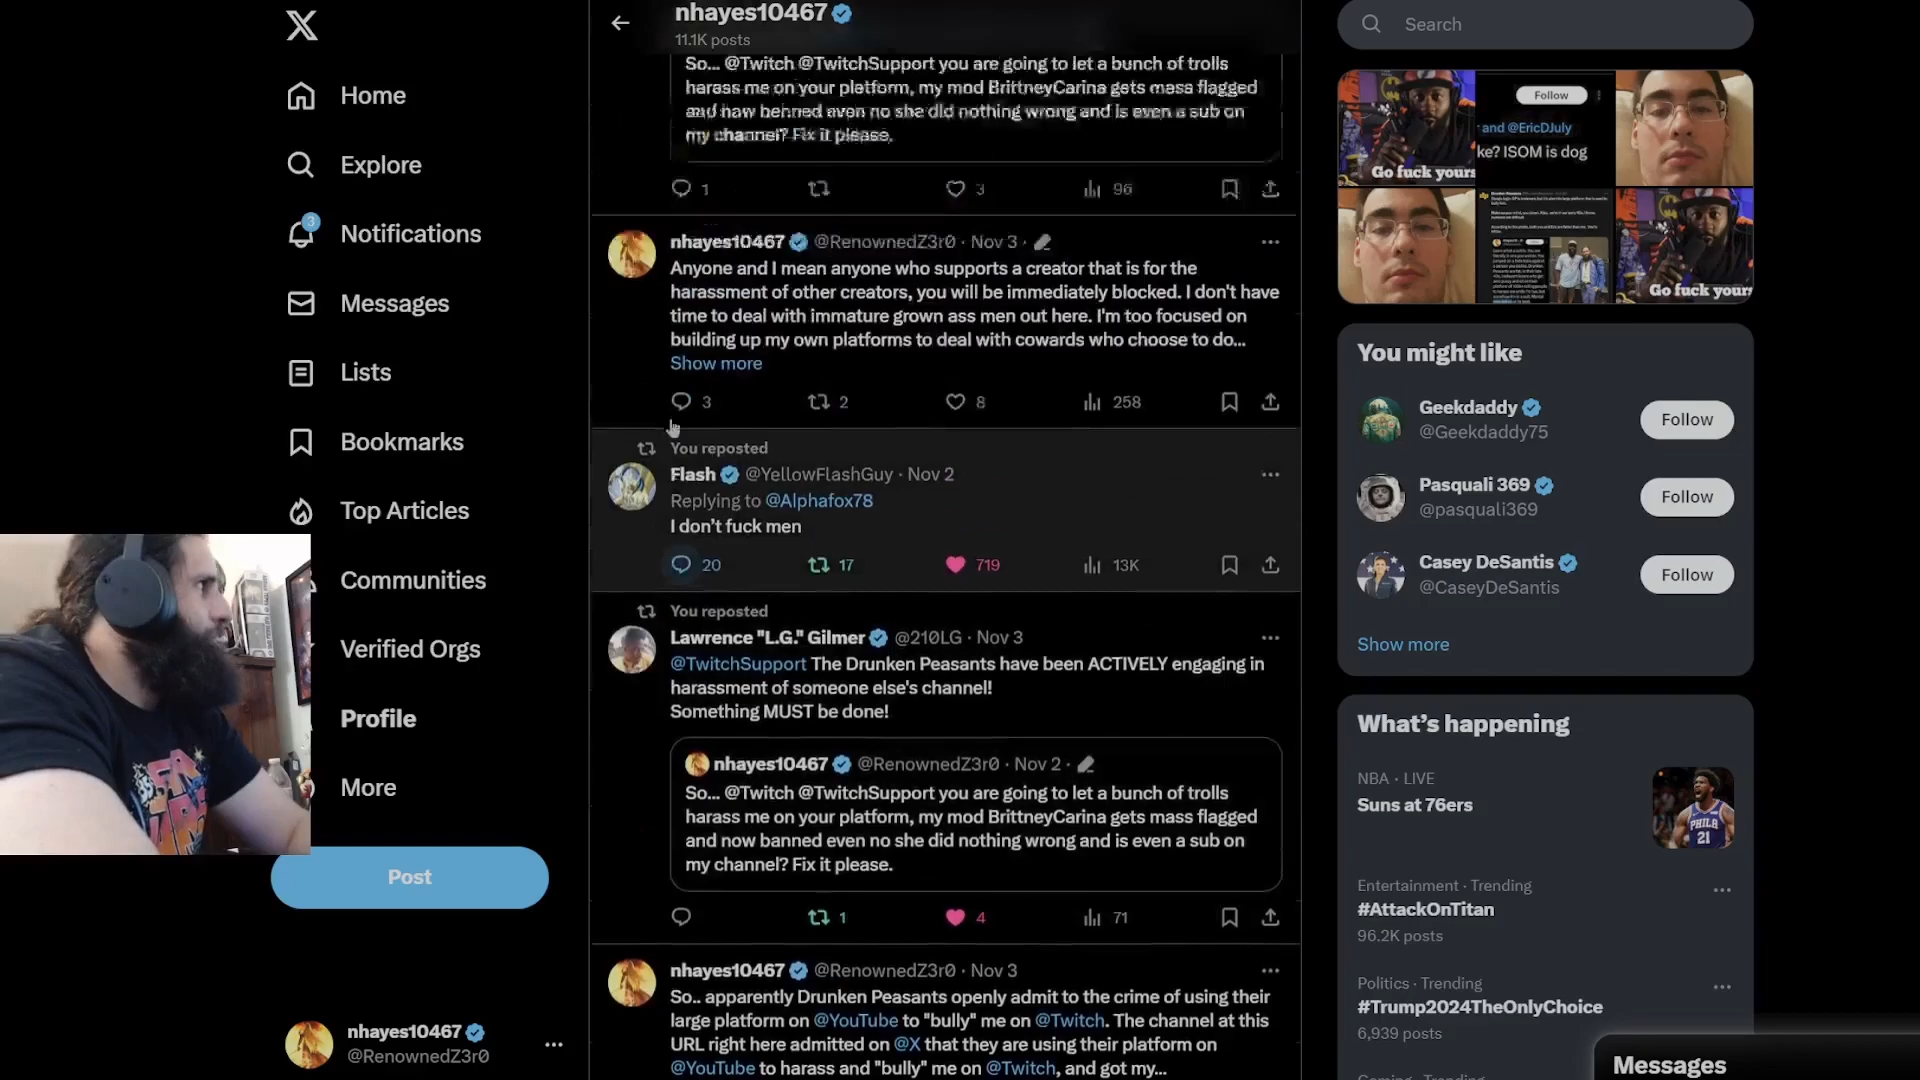 nhayes10467
11.1K posts
So... @Twitch @TwitchSupport you are going to let a bunch of trolls
harass me on your platform, my mod BrittneyCarina gets mass flagged
and now banned even no she did nothing wrong and is even a sub on
my channel? Fix it please.
1
3
96
nhayes10467 @RenownedZ3r0 · Nov 3 ·
Anyone and I mean anyone who supports a creator that is for the
harassment of other creators, you will be immediately blocked. I don't have
time to deal with immature grown ass men out here. I'm too focused on
building up my own platforms to deal with cowards who choose to do...
Show more
3
2
8
258
You reposted
Flash @YellowFlashGuy · Nov 2
Replying to @Alphafox78
I don't fuck men
20
17
719
13K
You reposted
Lawrence "L.G." Gilmer @210LG · Nov 3
@TwitchSupport The Drunken Peasants have been ACTIVELY engaging in
harassment of someone else's channel!
Something MUST be done!
nhayes10467 @RenownedZ3r0 · Nov 2 ·
So... @Twitch @TwitchSupport you are going to let a bunch of trolls
harass me on your platform, my mod BrittneyCarina gets mass flagged
and now banned even no she did nothing wrong and is even a sub on
my channel? Fix it please.
1
4
71
nhayes10467 @RenownedZ3r0 · Nov 3
So.. apparently Drunken Peasants openly admit to the crime of using their
large platform on @YouTube to "bully" me on @Twitch. The channel at this
URL right here admitted on @X that they are using their platform on
@YouTube to harass and "bully" me on @Twitch, and got my...
Home
Explore
3
Notifications
Messages
Lists
Bookmarks
Top Articles
Communities
Verified Orgs
Profile
More
Post
nhayes10467
@RenownedZ3r0
Search
Follow
and @EricDJuly
ke? ISOM is dog
Go fuck yours
Go fuck yours
You might like
Geekdaddy
@Geekdaddy75
Follow
Pasquali 369
@pasquali369
Follow
Casey DeSantis
@CaseyDeSantis
Follow
Show more
What's happening
NBA · LIVE
Suns at 76ers
PHILA
21
Entertainment · Trending
#AttackOnTitan
96.2K posts
Politics · Trending
#Trump2024TheOnlyChoice
6,939 posts
Messages